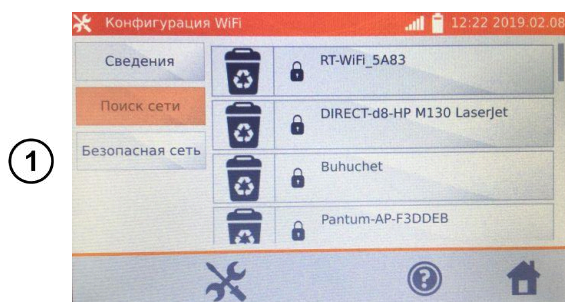 Конфигурация WiFi 12:22 2019.02.08
Сведения
RT-WiFi_5A83
Поиск сети
DIRECT-d8-HP M130 LaserJet
1
Безопасная сеть
Buhuchet
Pantum-AP-F3DDEB
?